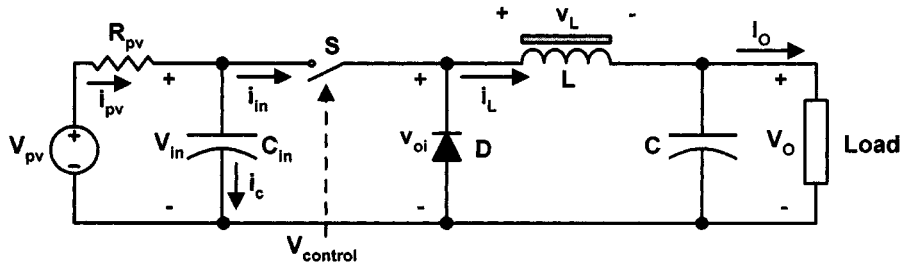 + v_L -
R_pv
S
I_O
+
i_pv
i_in
+
i_L
L
+
V_pv
+
-
V_in
C_in
v_oi
D
C
V_O
Load
i_c
-
-
-
V_control